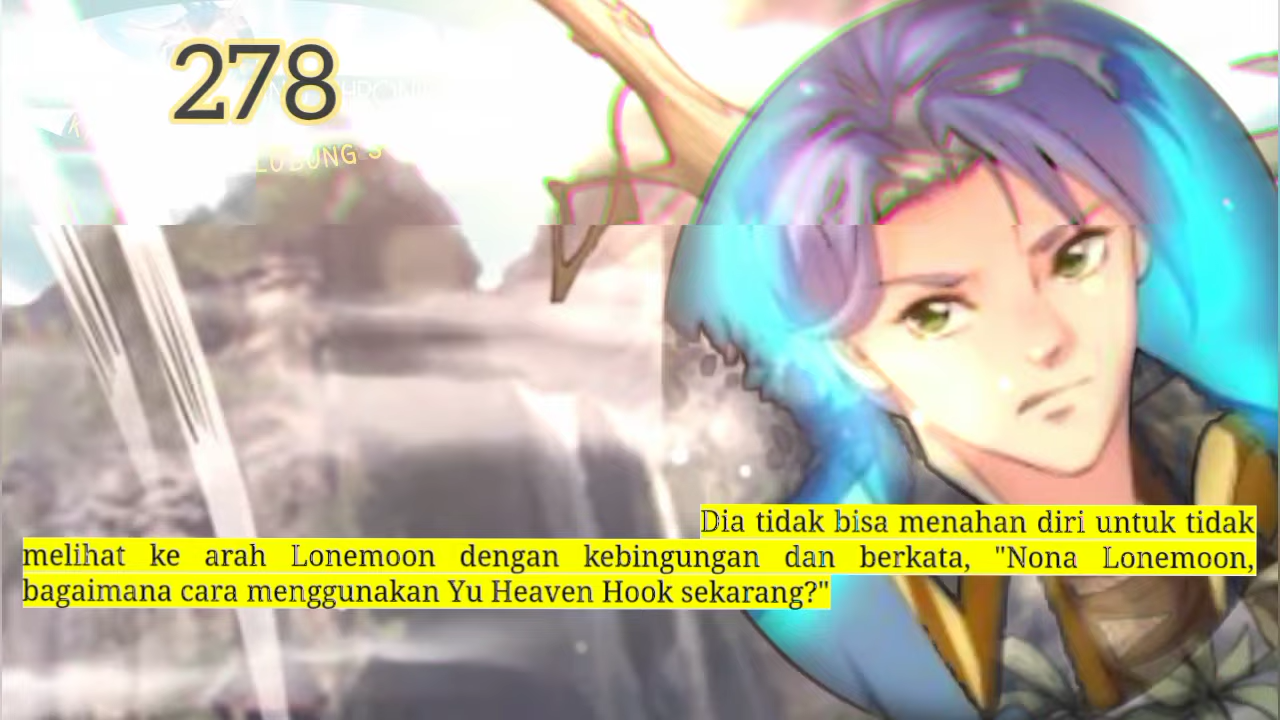 278
Dia tidak bisa menahan diri untuk tidak
melihat ke arah Lonemoon dengan kebingungan dan berkata, "Nona Lonemoon,
bagaimana cara menggunakan Yu Heaven Hook sekarang?"